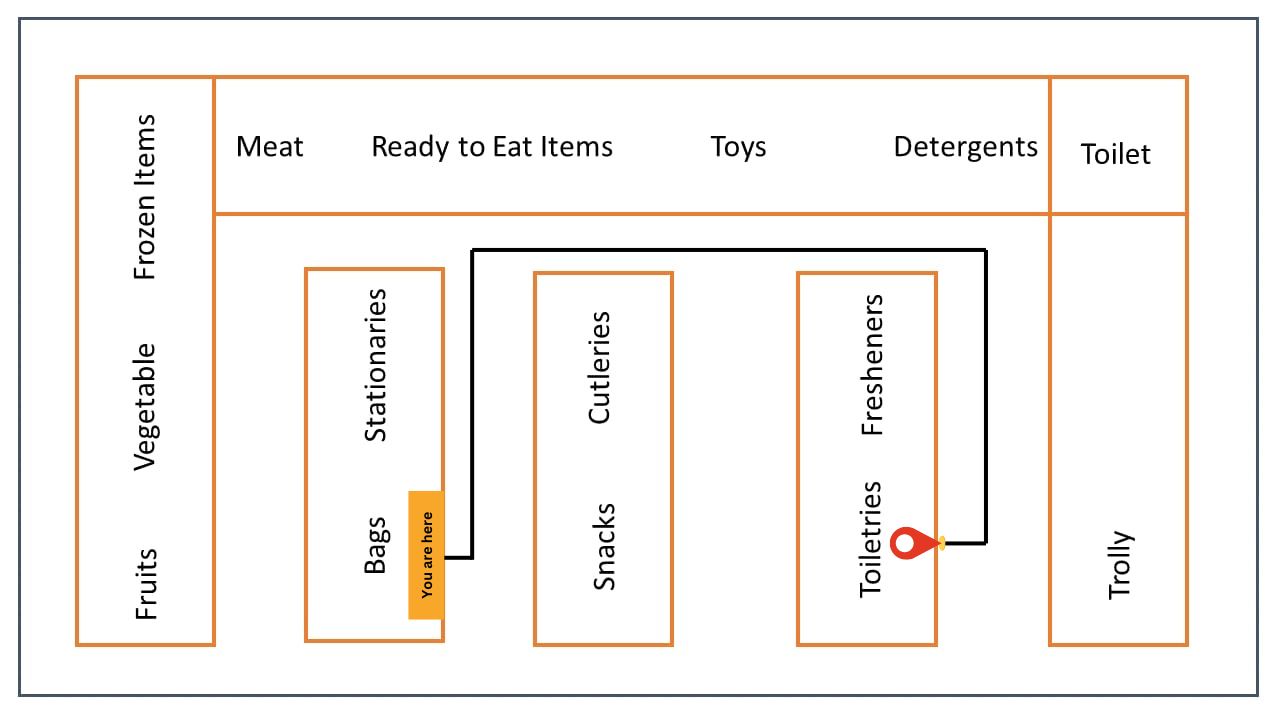 Meat
Ready to Eat Items
Toys
Detergents
Toilet
Frozen Items
Vegetable
Fruits
Stationaries
Bags
You are here
Cutleries
Snacks
Fresheners
Toiletries
Trolly